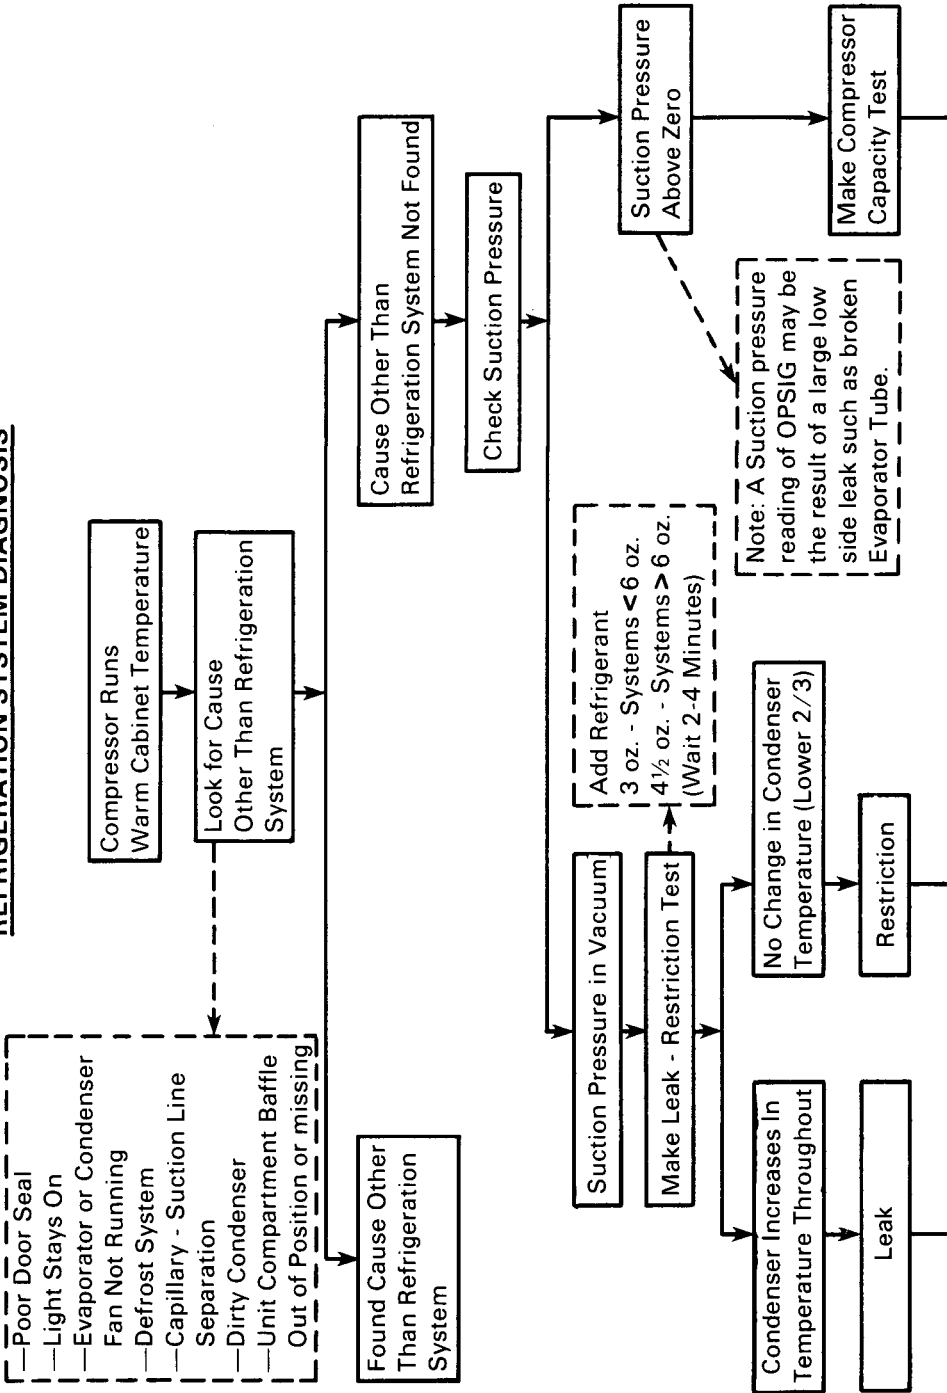 REFRIGERATION SYSTEM DIAGNOSIS
Compressor Runs
Warm Cabinet Temperature
Look for Cause
Other Than Refrigeration
System
—Poor Door Seal
—Light Stays On
—Evaporator or Condenser
Fan Not Running
—Defrost System
—Capillary - Suction Line
Separation
—Dirty Condenser
—Unit Compartment Baffle
Out of Position or missing
Found Cause Other
Than Refrigeration
System
Cause Other Than
Refrigeration System Not Found
Check Suction Pressure
Suction Pressure in Vacuum
Make Leak - Restriction Test
Add Refrigerant
3 oz. - Systems < 6 oz.
4½ oz. - Systems > 6 oz.
(Wait 2-4 Minutes)
Condenser Increases In
Temperature Throughout
Leak
No Change in Condenser
Temperature (Lower 2/3)
Restriction
Suction Pressure
Above Zero
Note: A Suction pressure
reading of OPSIG may be
the result of a large low
side leak such as broken
Evaporator Tube.
Make Compressor
Capacity Test